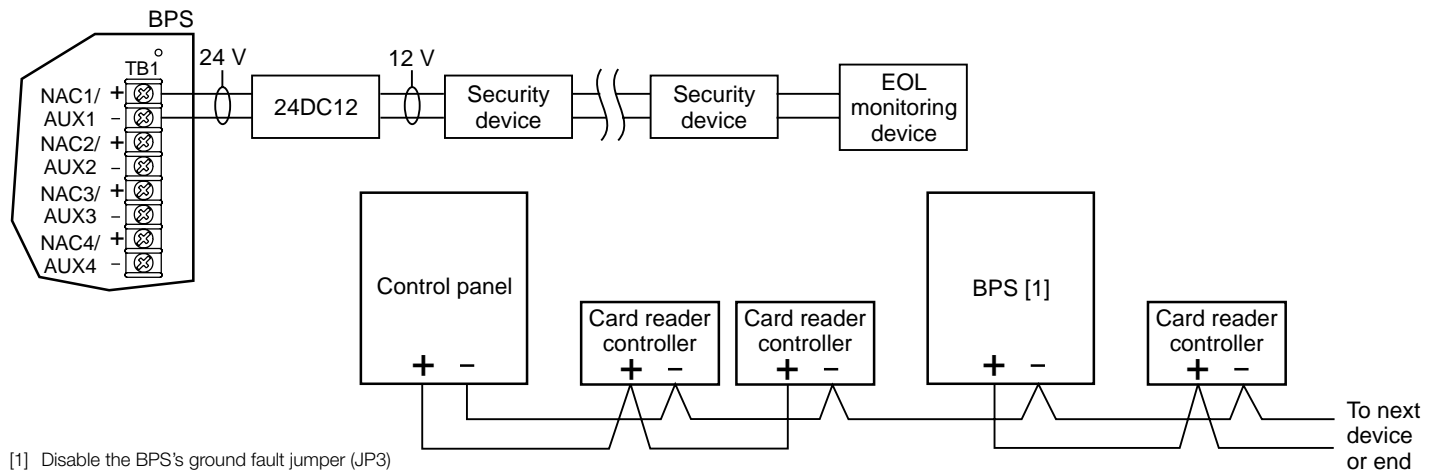 BPS
TB1
24 V
12 V
NAC1/ +
AUX1 –
NAC2/ +
AUX2 –
NAC3/ +
AUX3 –
NAC4/ +
AUX4 –
24DC12
Security
device
Security
device
EOL
monitoring
device
Control panel
+ –
Card reader
controller
+ –
Card reader
controller
+ –
BPS [1]
+ –
Card reader
controller
+ –
To next
device
or end
[1] Disable the BPS's ground fault jumper (JP3)